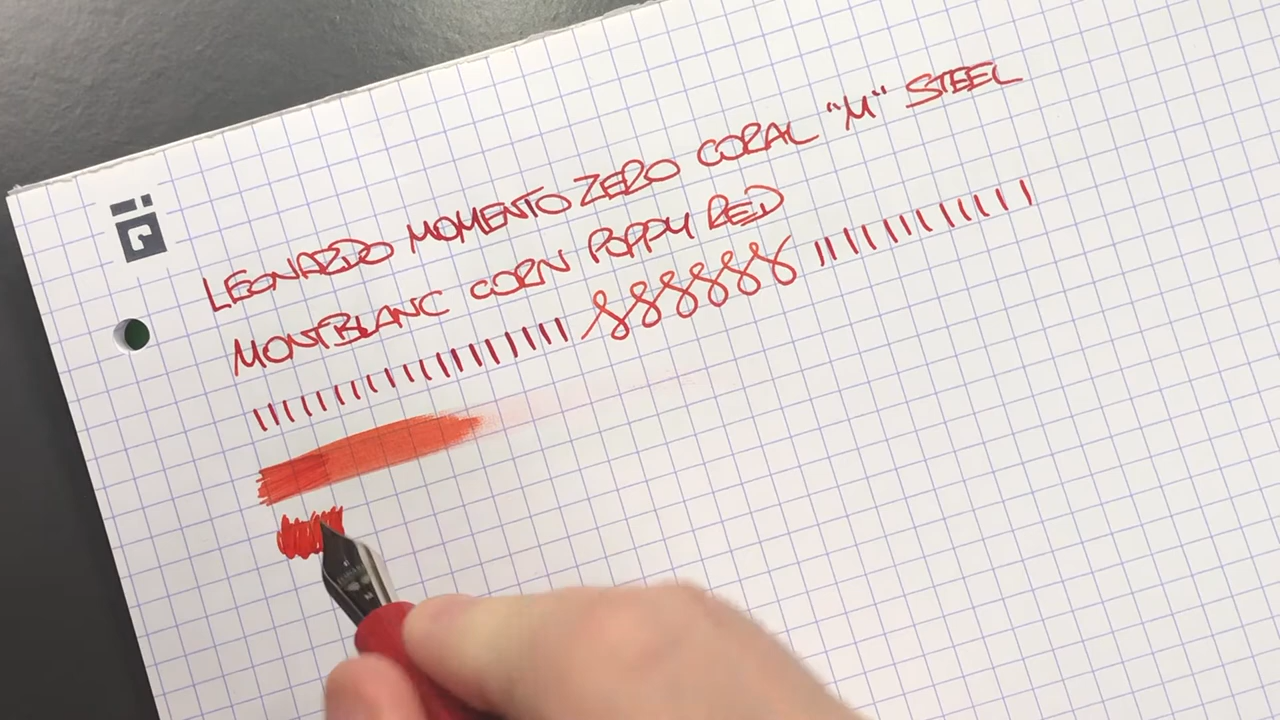 LEONARDO MOMENTO ZERO CORAL "M" STEEL
MONTBLANC CORN POPPY RED